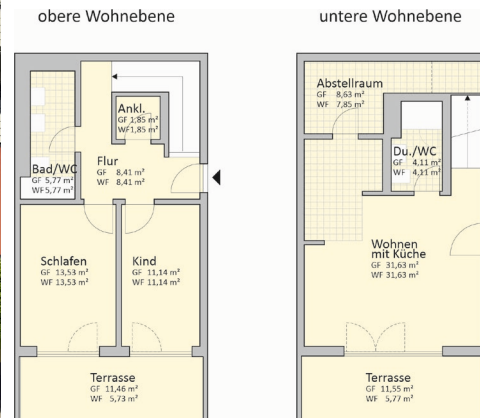 obere Wohnebene
Ankl.
GF 1,85 m²
WF 1,85 m²
Bad/WC
GF 5,77 m²
WF 5,77 m²
Flur
GF 8,41 m²
WF 8,41 m²
Schlafen
GF 13,53 m²
WF 13,53 m²
Kind
GF 11,14 m²
WF 11,14 m²
Terrasse
GF 11,46 m²
WF 5,73 m²
untere Wohnebene
Abstellraum
GF 8,63 m²
WF 7,85 m²
Du./WC
GF 4,11 m²
WF 4,11 m²
Wohnen
mit Küche
GF 31,63 m²
WF 31,63 m²
Terrasse
GF 11,55 m²
WF 5,77 m²